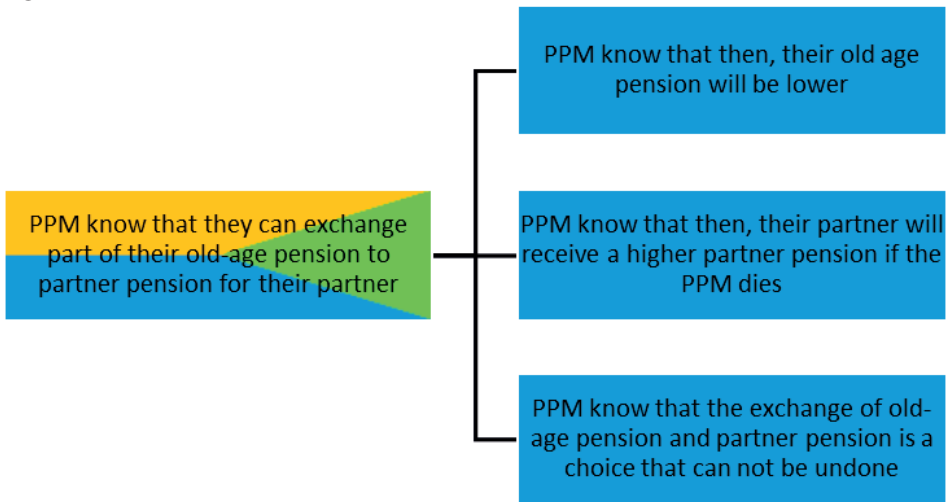 PPM know that they can exchange
part of their old-age pension to
partner pension for their partner
PPM know that then, their old age
pension will be lower
PPM know that then, their partner will
receive a higher partner pension if the
PPM dies
PPM know that the exchange of old-
age pension and partner pension is a
choice that can not be undone